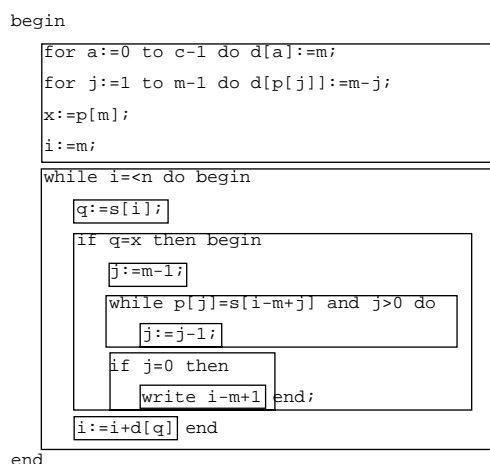 begin
for a:=0 to c-1 do d[a]:=m;
for j:=1 to m-1 do d[p[j]]:=m-j;
x:=p[m];
i:=m;
while i=<n do begin
q:=s[i];
if q=x then begin
j:=m-1;
while p[j]=s[i-m+j] and j>0 do
j:=j-1;
if j=0 then
write i-m+1 end;
i:=i+d[q] end
end